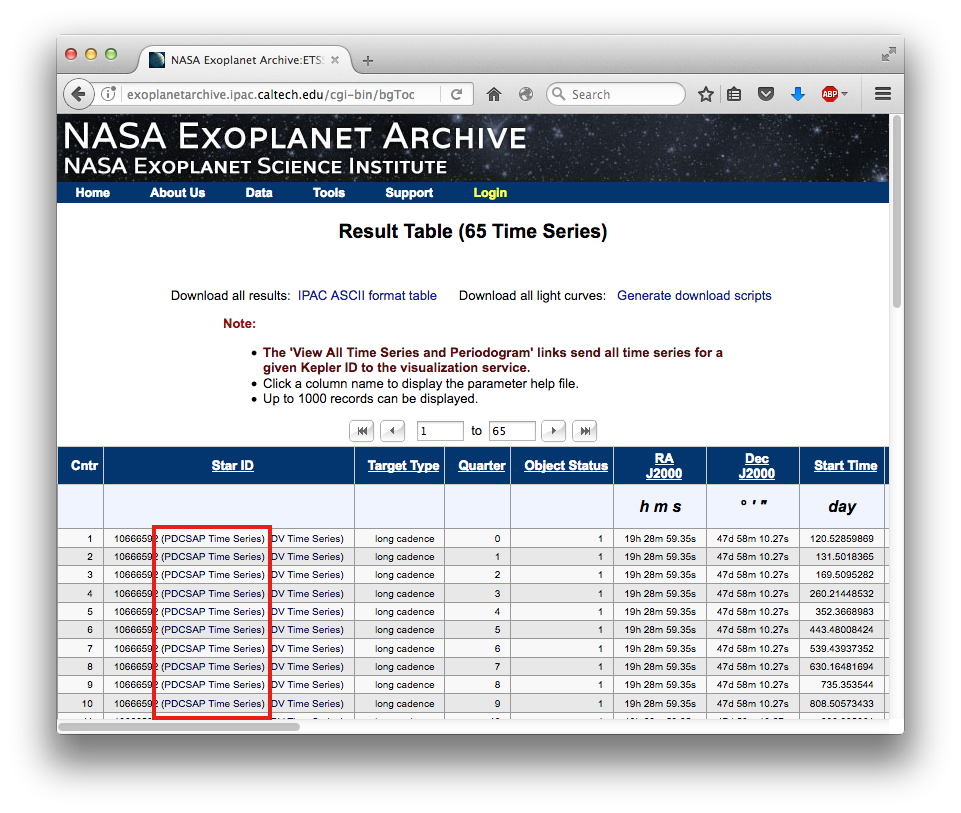 NASA Exoplanet Archive:ETS:
exoplanetarchive.ipac.caltech.edu/cgi-bin/bgToc
Search
ABP
NASA EXOPLANET ARCHIVE
NASA EXOPLANET SCIENCE INSTITUTE
Home About Us Data Tools Support Login
Result Table (65 Time Series)
Download all results: IPAC ASCII format table Download all light curves: Generate download scripts
Note:
• The 'View All Time Series and Periodogram' links send all time series for a
given Kepler ID to the visualization service.
• Click a column name to display the parameter help file.
• Up to 1000 records can be displayed.
1 to 65
Cntr Star ID Target Type Quarter Object Status RA J2000 Dec J2000 Start Time
h m s ° ' " day
1 10666592 (PDCSAP Time Series) (DV Time Series) long cadence 0 1 19h 28m 59.35s 47d 58m 10.27s 120.52859869
2 10666592 (PDCSAP Time Series) (DV Time Series) long cadence 1 1 19h 28m 59.35s 47d 58m 10.27s 131.5018365
3 10666592 (PDCSAP Time Series) (DV Time Series) long cadence 2 1 19h 28m 59.35s 47d 58m 10.27s 169.5095282
4 10666592 (PDCSAP Time Series) (DV Time Series) long cadence 3 1 19h 28m 59.35s 47d 58m 10.27s 260.21448532
5 10666592 (PDCSAP Time Series) (DV Time Series) long cadence 4 1 19h 28m 59.35s 47d 58m 10.27s 352.3668983
6 10666592 (PDCSAP Time Series) (DV Time Series) long cadence 5 1 19h 28m 59.35s 47d 58m 10.27s 443.48008424
7 10666592 (PDCSAP Time Series) (DV Time Series) long cadence 6 1 19h 28m 59.35s 47d 58m 10.27s 539.43937352
8 10666592 (PDCSAP Time Series) (DV Time Series) long cadence 7 1 19h 28m 59.35s 47d 58m 10.27s 630.16481694
9 10666592 (PDCSAP Time Series) (DV Time Series) long cadence 8 1 19h 28m 59.35s 47d 58m 10.27s 735.353544
10 10666592 (PDCSAP Time Series) (DV Time Series) long cadence 9 1 19h 28m 59.35s 47d 58m 10.27s 808.50573433